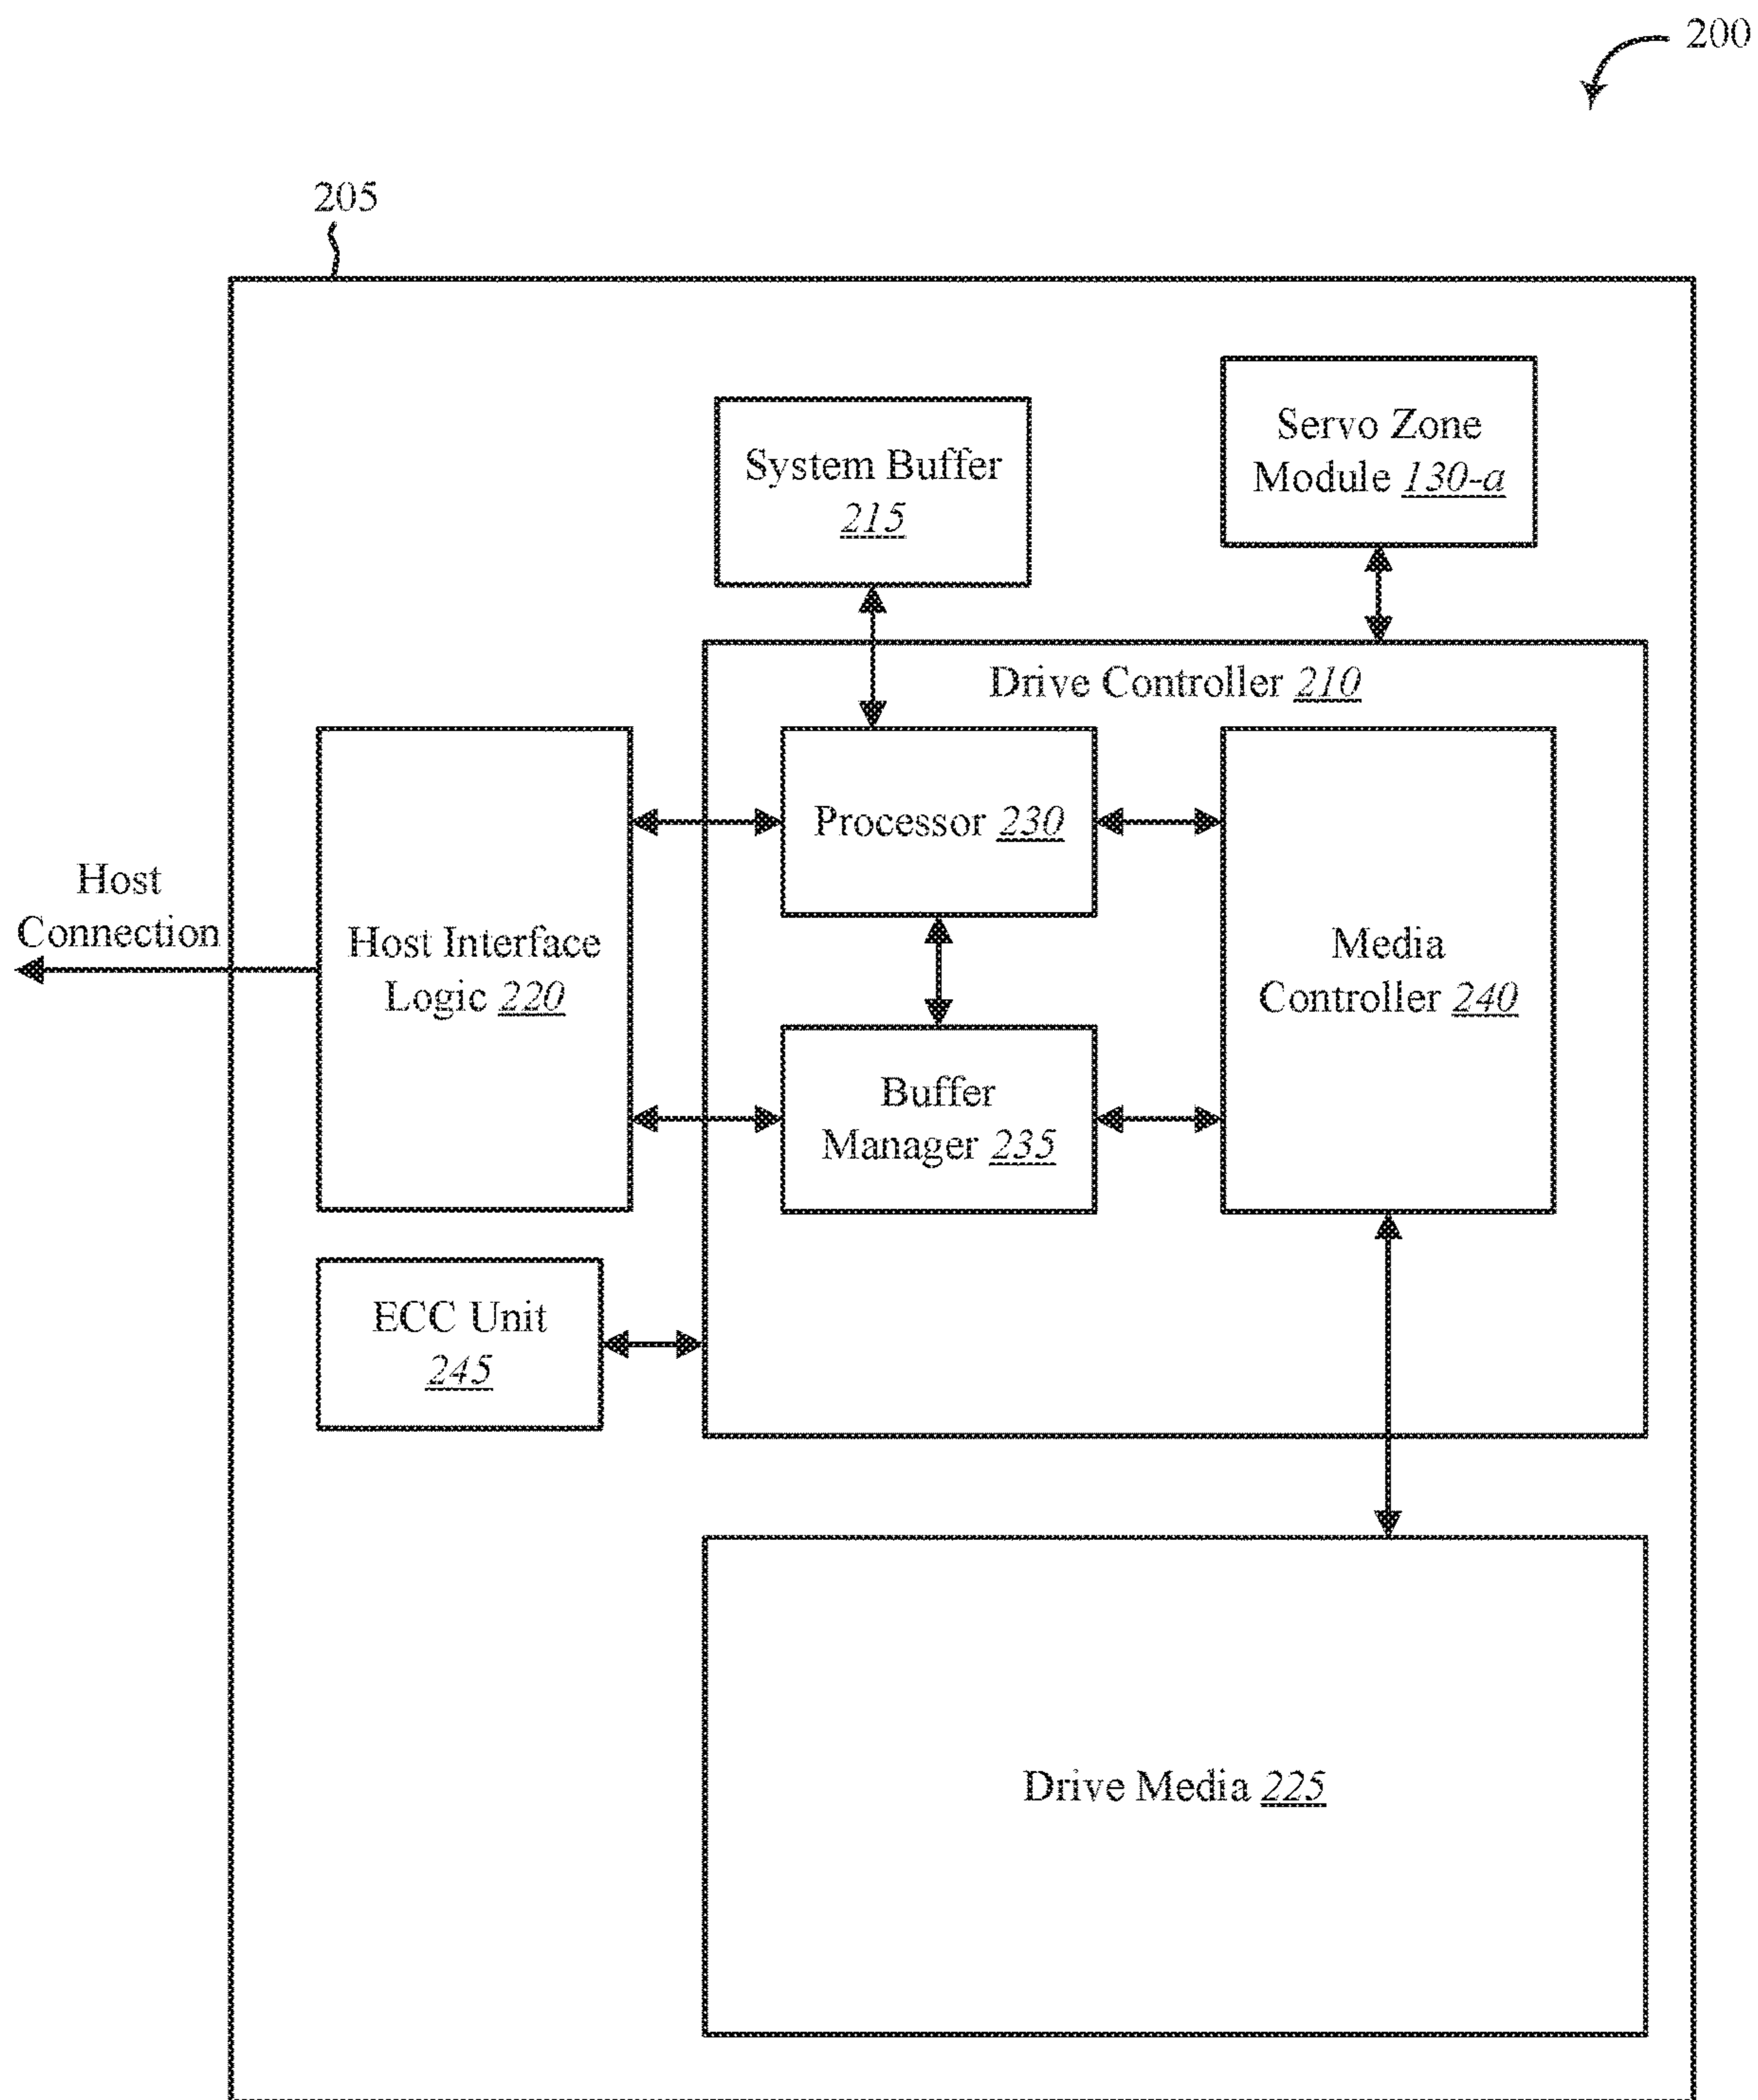 200
205
System Buffer
215
Servo Zone
Module 130-a
Drive Controller 210
Processor 230
Host
Connection
Host Interface
Logic 220
Media
Controller 240
Buffer
Manager 235
ECC Unit
245
Drive Media 225